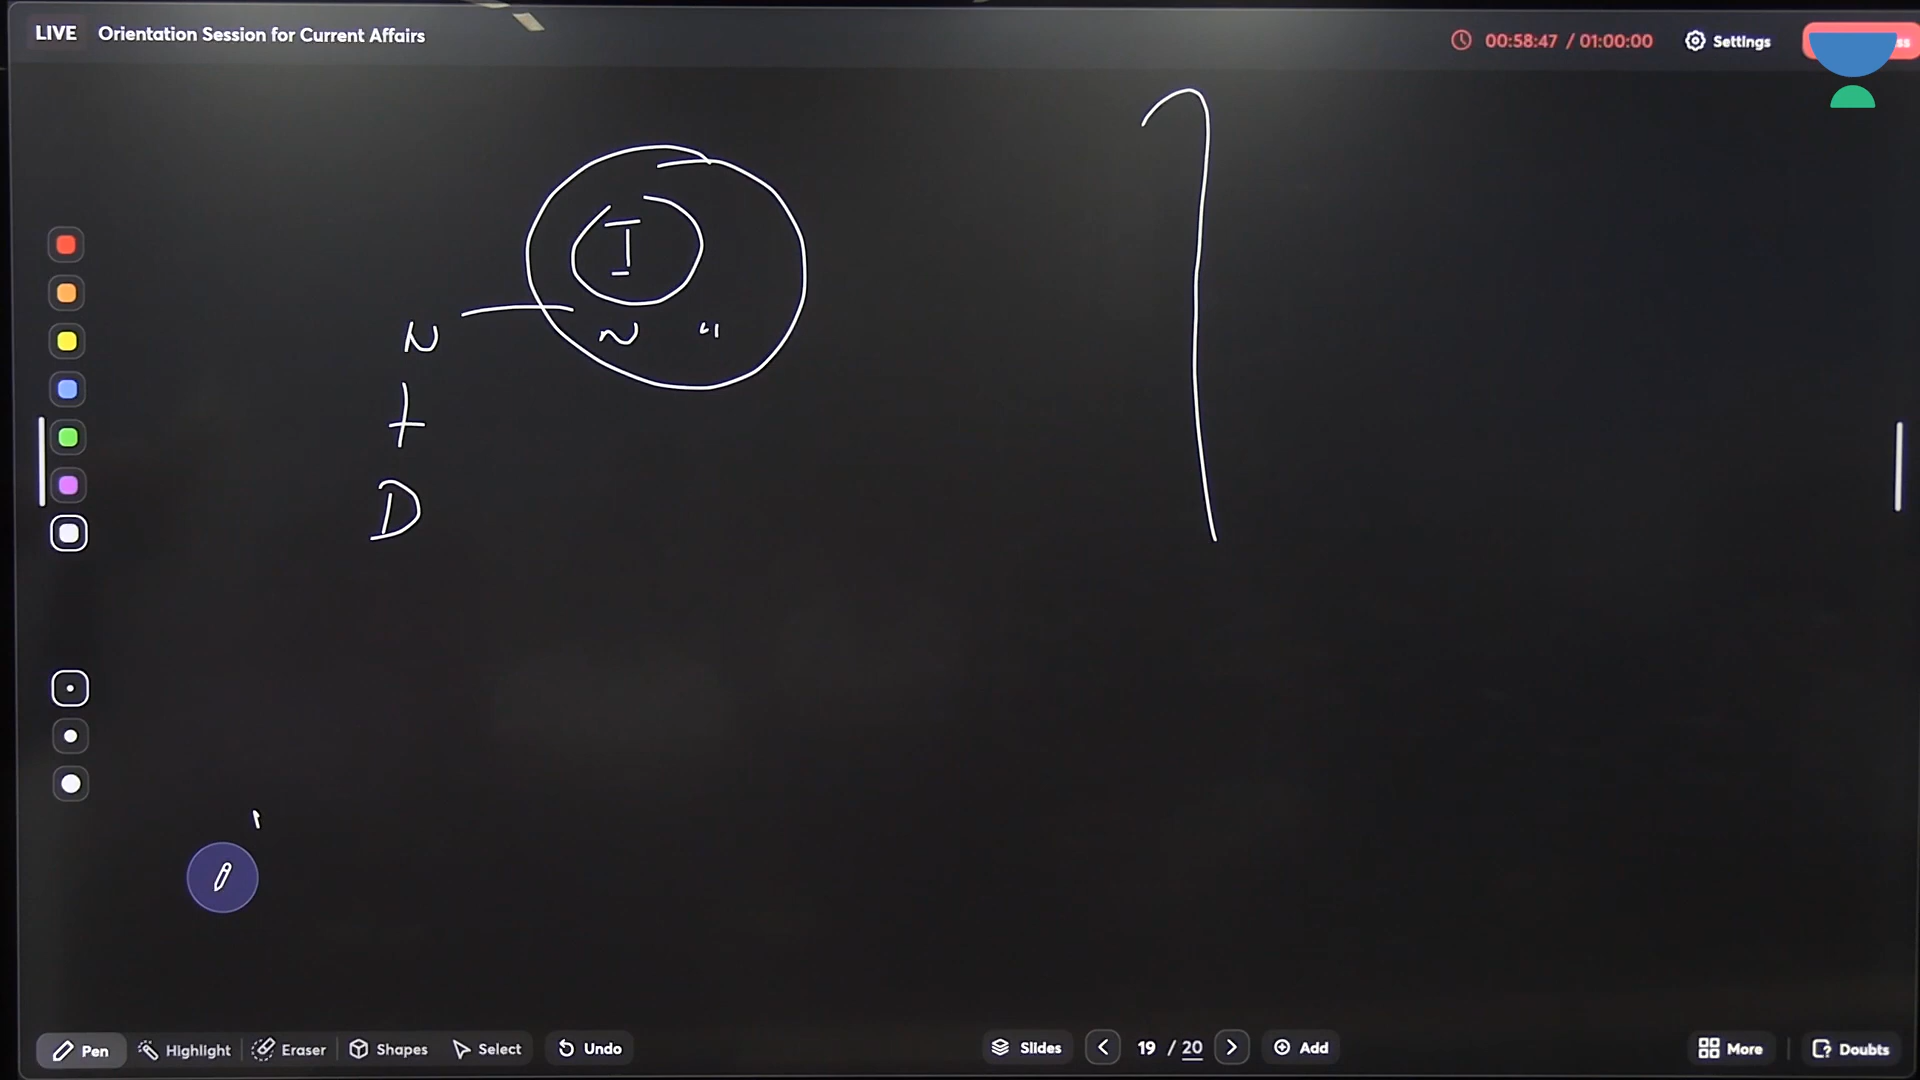 LIVE Orientation Session for Current Affairs 00:58:47 / 01:00:00 Settings
I
N
N
+
D
Pen Highlight Eraser Shapes Select Undo Slides 19 / 20 Add More Doubts